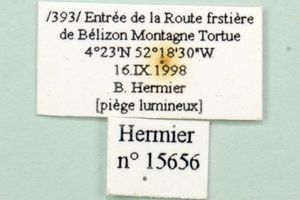 /393/ Entrée de la Route frstière
de Bélizon Montagne Tortue
4°23'N 52°18'30"W
16.IX.1998
B. Hermier
[piège lumineux]
Hermier
n° 15656